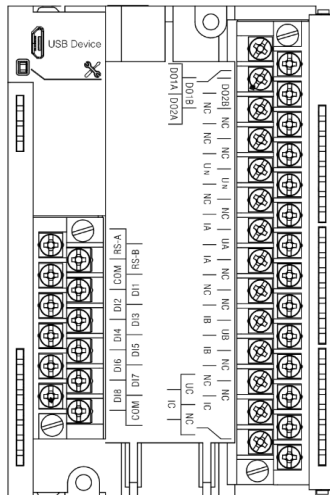 USB Device
DO1A
DO1B
DO2A
DO2B
NC
NC
NC
NC
UN
UN
NC
NC
IA
UA
IA
NC
NC
NC
IB
UB
IB
NC
NC
NC
UC
IC
IC
NC
RS-A
RS-B
COM
DI1
DI2
DI3
DI4
DI5
DI6
DI7
DI8
COM